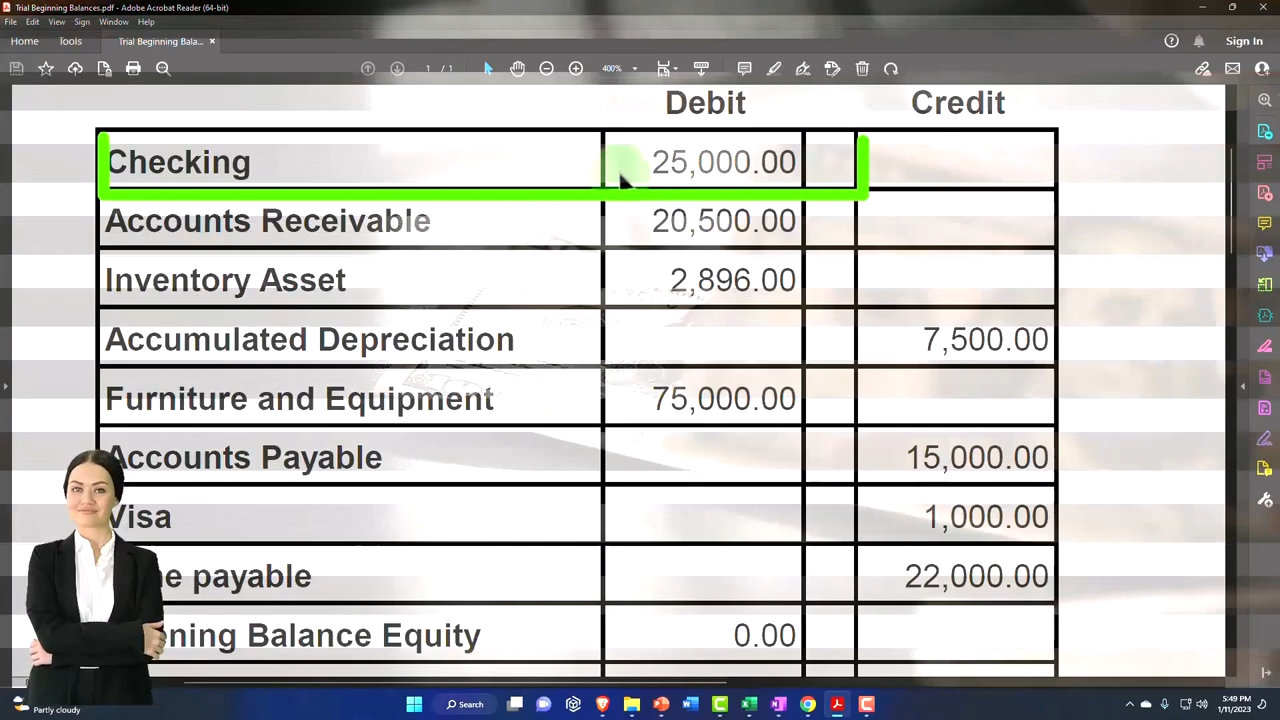 Trial Beginning Balances.pdf - Adobe Acrobat Reader (64-bit)
File Edit View Sign Window Help
Home Tools Trial Beginning Bala... × Sign In
1 / 1 400%
Debit Credit
Checking 25,000.00
Accounts Receivable 20,500.00
Inventory Asset 2,896.00
Accumulated Depreciation 7,500.00
Furniture and Equipment 75,000.00
Accounts Payable 15,000.00
Visa 1,000.00
e payable 22,000.00
ning Balance Equity 0.00
Partly cloudy
Search
5:49 PM
1/11/2023